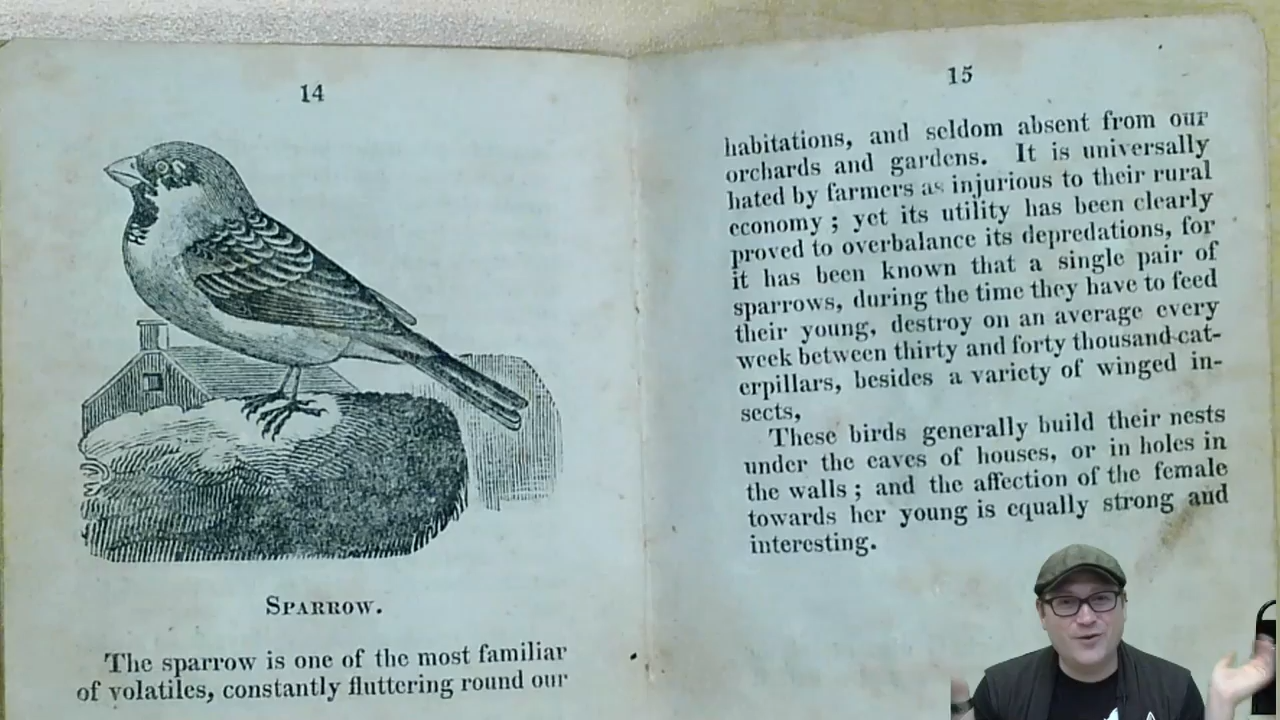 14
SPARROW.
The sparrow is one of the most familiar
of volatiles, constantly fluttering round our
15
habitations, and seldom absent from our
orchards and gardens. It is universally
hated by farmers as injurious to their rural
economy ; yet its utility has been clearly
proved to overbalance its depredations, for
it has been known that a single pair of
sparrows, during the time they have to feed
their young, destroy on an average every
week between thirty and forty thousand cat-
erpillars, besides a variety of winged in-
sects,
These birds generally build their nests
under the eaves of houses, or in holes in
the walls ; and the affection of the female
towards her young is equally strong and
interesting.